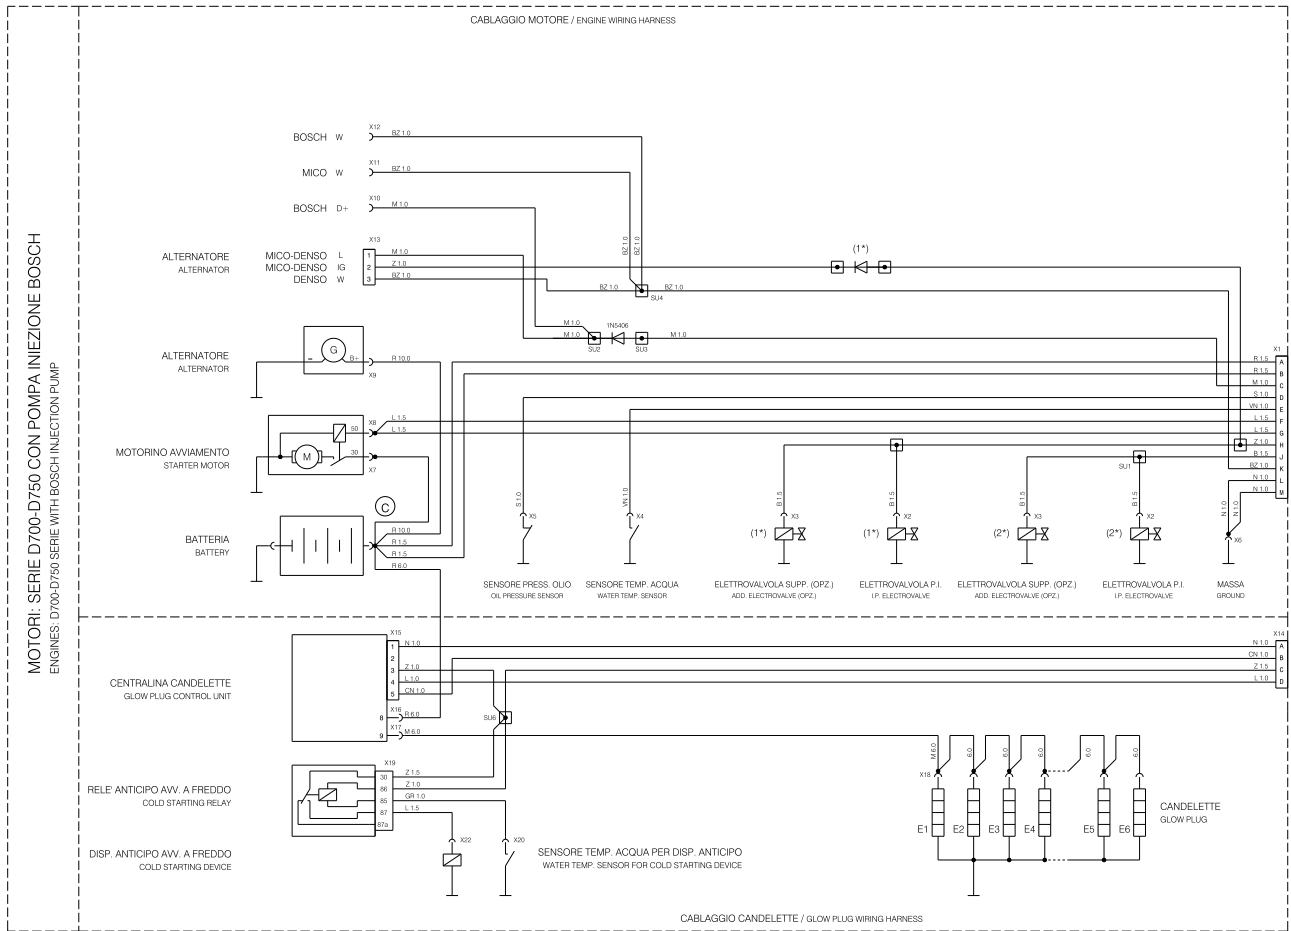 CABLAGGIO MOTORE / ENGINE WIRING HARNESS
MOTORI: SERIE D700-D750 CON POMPA INIEZIONE BOSCH
ENGINES: D700-D750 SERIE WITH BOSCH INJECTION PUMP
X12
BOSCH W BZ 1.0
X11
MICO W BZ 1.0
X10
BOSCH D+ M 1.0
X13
ALTERNATORE
ALTERNATOR
MICO-DENSO L 1 M 1.0
MICO-DENSO IG 2 Z 1.0
DENSO W 3 BZ 1.0
BZ 1.0
BZ 1.0
(1*)
BZ 1.0 BZ 1.0
SU4
M 1.0 1N5406
M 1.0 M 1.0
SU2 SU3
ALTERNATORE
ALTERNATOR
G
- B+ R 10.0
X9
X1
R 1.5 A
R 1.5 B
M 1.0 C
S 1.0 D
VN 1.0 E
L 1.5 F
L 1.5 G
Z 1.0 H
B 1.5 J
BZ 1.0 K
N 1.0 L
N 1.0 M
MOTORINO AVVIAMENTO
STARTER MOTOR
M
50 X8 L 1.5
L 1.5
30
X7
SU1
S 1.0
VN 1.0
B 1.5
B 1.5
B 1.5
B 1.5
N 1.0
N 1.0
C
BATTERIA
BATTERY
R 10.0
R 1.5
R 1.5
R 6.0
X5 X4 X3 X2 X3 X2 X6
(1*) (1*) (2*) (2*)
SENSORE PRESS. OLIO
OIL PRESSURE SENSOR
SENSORE TEMP. ACQUA
WATER TEMP. SENSOR
ELETTROVALVOLA SUPP. (OPZ.)
ADD. ELECTROVALVE (OPZ.)
ELETTROVALVOLA P.I.
I.P. ELECTROVALVE
ELETTROVALVOLA SUPP. (OPZ.)
ADD. ELECTROVALVE (OPZ.)
ELETTROVALVOLA P.I.
I.P. ELECTROVALVE
MASSA
GROUND
CENTRALINA CANDELETTE
GLOW PLUG CONTROL UNIT
X15
1 N 1.0
2
3 Z 1.0
4 L 1.0
5 CN 1.0
X16
8 R 6.0
X17
9 M 6.0
SU6
X14
N 1.0 A
CN 1.0 B
Z 1.5 C
L 1.0 D
RELE' ANTICIPO AVV. A FREDDO
COLD STARTING RELAY
X19
30 Z 1.5
86 Z 1.0
85 GR 1.0
87 L 1.5
87a
M 6.0
6.0
6.0
6.0
6.0
6.0
X18
E1 E2 E3 E4 E5 E6
CANDELETTE
GLOW PLUG
DISP. ANTICIPO AVV. A FREDDO
COLD STARTING DEVICE
X22
X20
SENSORE TEMP. ACQUA PER DISP. ANTICIPO
WATER TEMP. SENSOR FOR COLD STARTING DEVICE
CABLAGGIO CANDELETTE / GLOW PLUG WIRING HARNESS